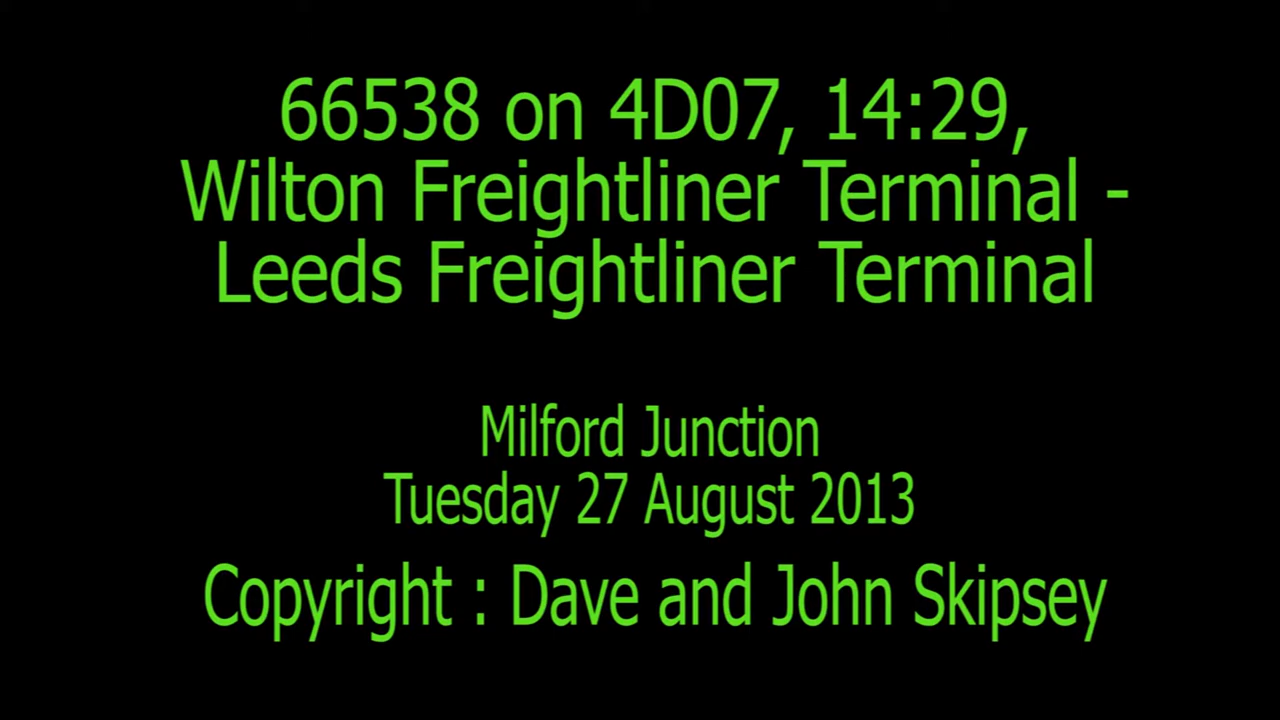 66538 on 4D07, 14:29,
Wilton Freightliner Terminal -
Leeds Freightliner Terminal
Milford Junction
Tuesday 27 August 2013
Copyright : Dave and John Skipsey